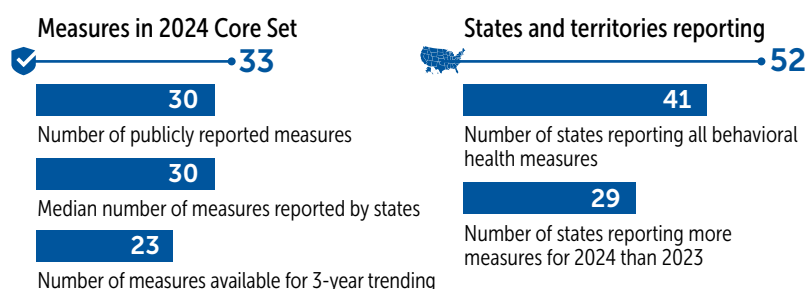 Measures in 2024 Core Set
33
30
Number of publicly reported measures
30
Median number of measures reported by states
23
Number of measures available for 3-year trending
States and territories reporting
52
41
Number of states reporting all behavioral
health measures
29
Number of states reporting more
measures for 2024 than 2023